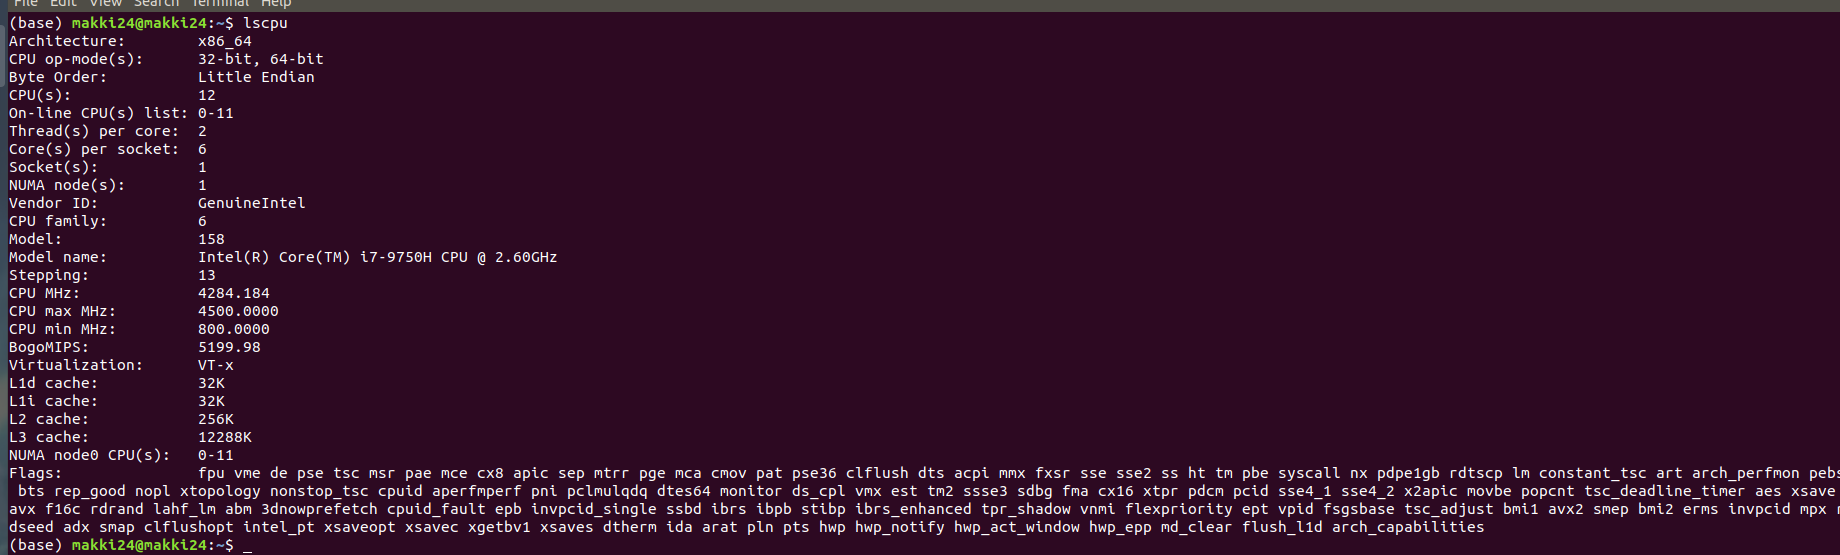 File Edit View Search Terminal Help
(base) makki24@makki24:~$ lscpu
Architecture: x86_64
CPU op-mode(s): 32-bit, 64-bit
Byte Order: Little Endian
CPU(s): 12
On-line CPU(s) list: 0-11
Thread(s) per core: 2
Core(s) per socket: 6
Socket(s): 1
NUMA node(s): 1
Vendor ID: GenuineIntel
CPU family: 6
Model: 158
Model name: Intel(R) Core(TM) i7-9750H CPU @ 2.60GHz
Stepping: 13
CPU MHz: 4284.184
CPU max MHz: 4500.0000
CPU min MHz: 800.0000
BogoMIPS: 5199.98
Virtualization: VT-x
L1d cache: 32K
L1i cache: 32K
L2 cache: 256K
L3 cache: 12288K
NUMA node0 CPU(s): 0-11
Flags: fpu vme de pse tsc msr pae mce cx8 apic sep mtrr pge mca cmov pat pse36 clflush dts acpi mmx fxsr sse sse2 ss ht tm pbe syscall nx pdpe1gb rdtscp lm constant_tsc art arch_perfmon pebs
bts rep_good nopl xtopology nonstop_tsc cpuid aperfmperf pni pclmulqdq dtes64 monitor ds_cpl vmx est tm2 ssse3 sdbg fma cx16 xtpr pdcm pcid sse4_1 sse4_2 x2apic movbe popcnt tsc_deadline_timer aes xsave
avx f16c rdrand lahf_lm abm 3dnowprefetch cpuid_fault epb invpcid_single ssbd ibrs ibpb stibp ibrs_enhanced tpr_shadow vnmi flexpriority ept vpid fsgsbase tsc_adjust bmi1 avx2 smep bmi2 erms invpcid mpx
dseed adx smap clflushopt intel_pt xsaveopt xsavec xgetbv1 xsaves dtherm ida arat pln pts hwp hwp_notify hwp_act_window hwp_epp md_clear flush_l1d arch_capabilities
(base) makki24@makki24:~$ _